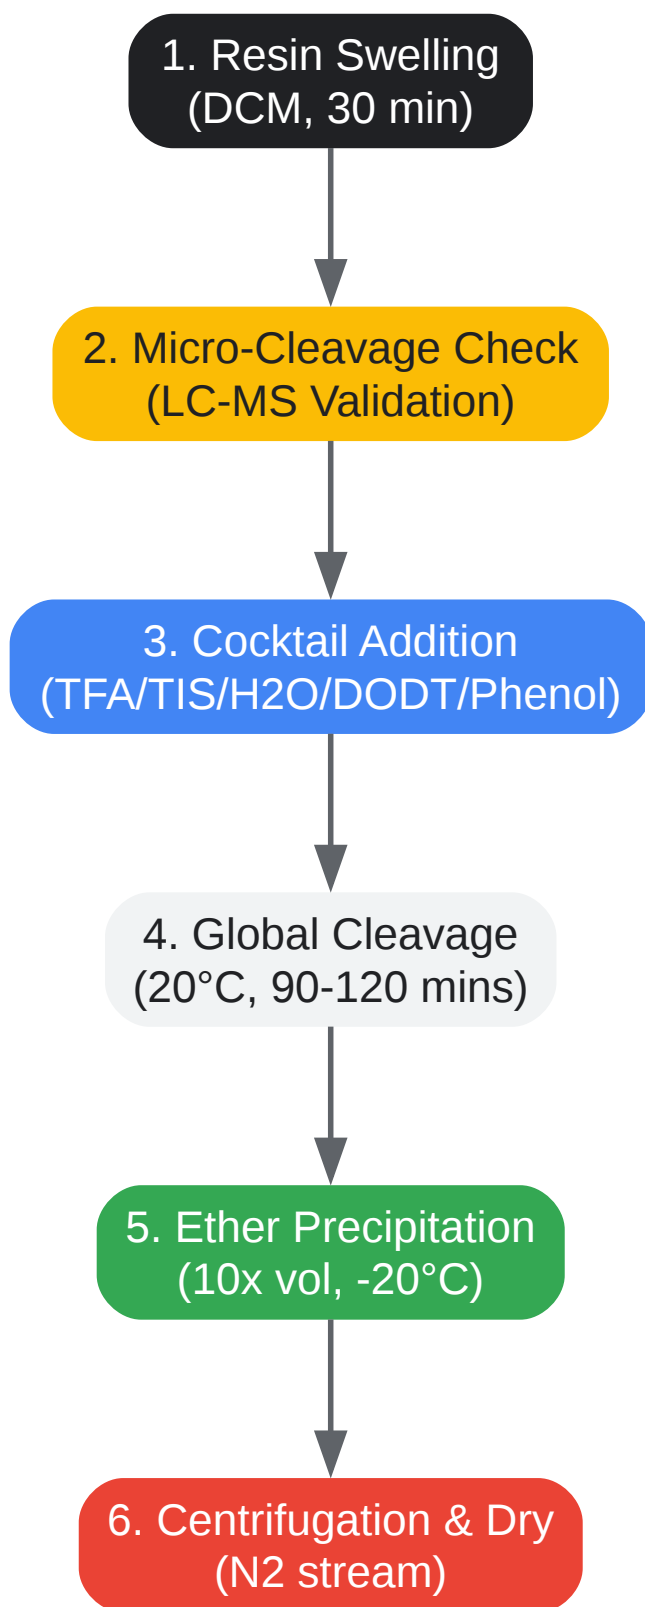 1. Resin Swelling
(DCM, 30 min)
2. Micro-Cleavage Check
(LC-MS Validation)
3. Cocktail Addition
(TFA/TIS/H2O/DODT/Phenol)
4. Global Cleavage
(20°C, 90-120 mins)
5. Ether Precipitation
(10x vol, -20°C)
6. Centrifugation & Dry
(N2 stream)